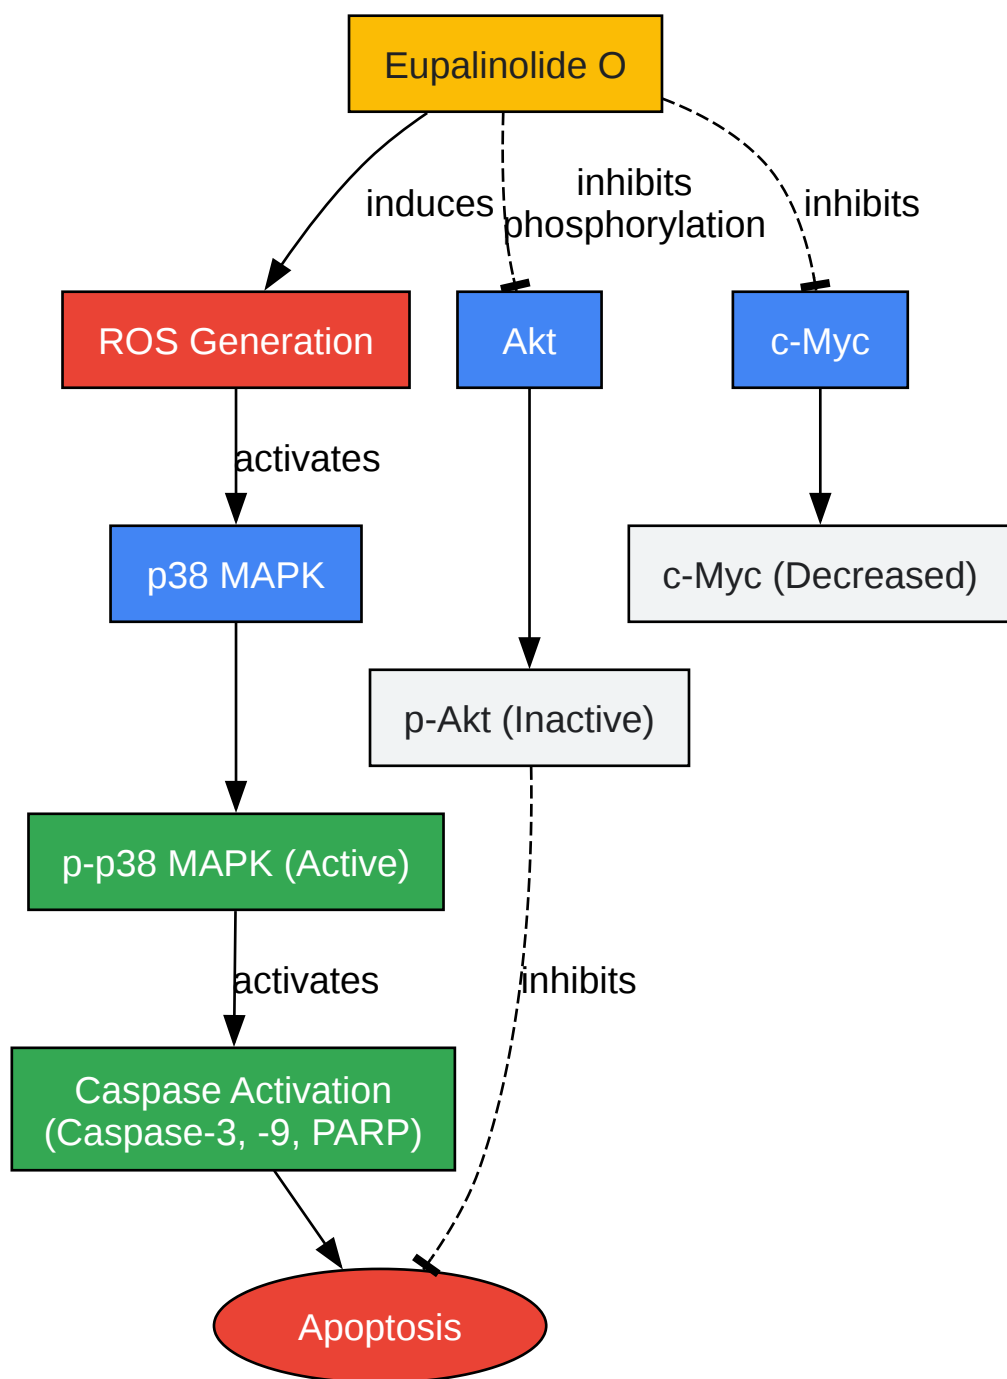 Eupalinolide O
induces
inhibits
phosphorylation
inhibits
ROS Generation
Akt
c-Myc
activates
p38 MAPK
c-Myc (Decreased)
p-Akt (Inactive)
p-p38 MAPK (Active)
activates
inhibits
Caspase Activation
(Caspase-3, -9, PARP)
Apoptosis